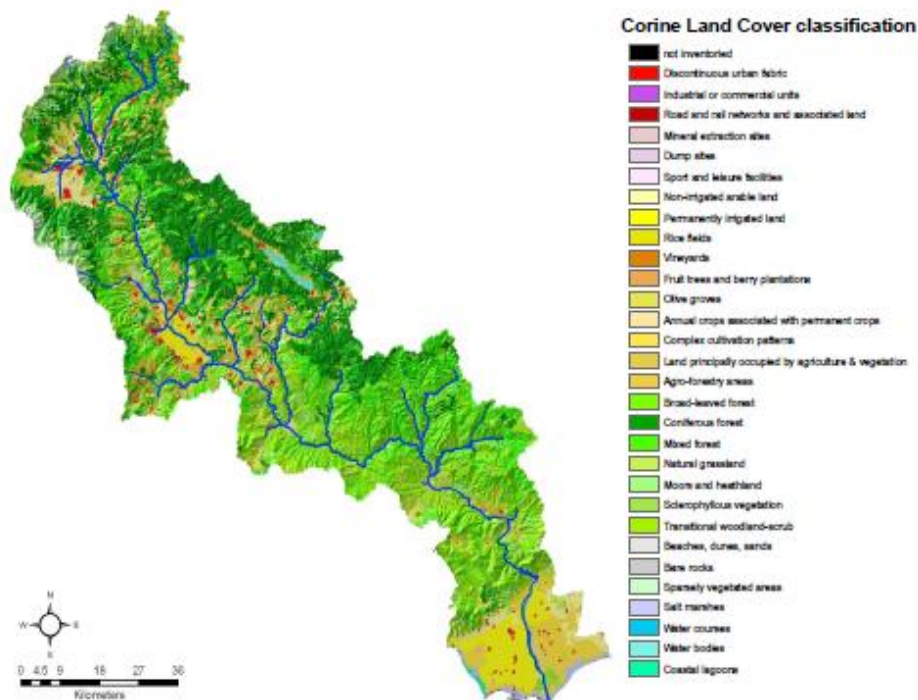 Corine Land Cover classification
not inventoried
Discontinuous urban fabric
Industrial or commercial units
Road and rail networks and associated land
Mineral extraction sites
Dump sites
Sport and leisure facilities
Non-irrigated arable land
Permanently irrigated land
Rice fields
Vineyards
Fruit trees and berry plantations
Olive groves
Annual crops associated with permanent crops
Complex cultivation patterns
Land principally occupied by agriculture & vegetation
Agro-forestry areas
Broad-leaved forest
Coniferous forest
Mixed forest
Natural grassland
Moors and heathland
Sclerophyllous vegetation
Transitional woodland-scrub
Beaches, dunes, sands
Bare rocks
Sparsely vegetated areas
Salt marshes
Water courses
Water bodies
Coastal lagoons
N
W E
S
0 4.5 9 18 27 36
Kilometers